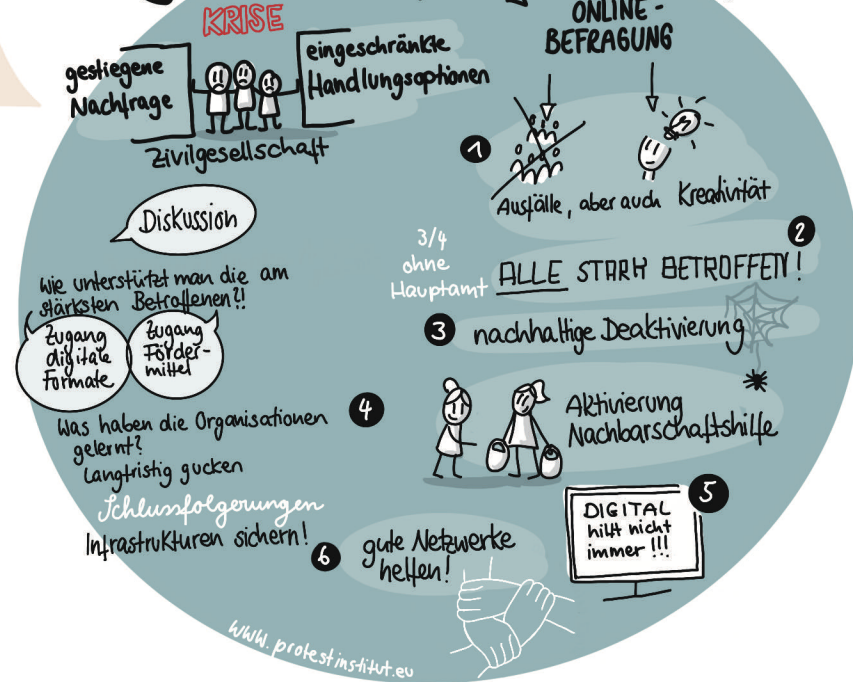 KRISE
gestiegene
Nachfrage
eingeschränkte
Handlungsoptionen
Zivilgesellschaft
ONLINE-
BEFRAGUNG
1
Ausfälle, aber auch Kreativität
2
3/4
ohne
Hauptamt
ALLE STARK BETROFFEN!
3
nachhaltige Deaktivierung
4
Aktivierung
Nachbarschaftshilfe
5
DIGITAL
hilft nicht
immer!!!
6
gute Netzwerke
helfen!
Diskussion
Wie unterstützt man die am
stärksten Betroffenen?!
Zugang
digitale
Formate
Zugang
Förder-
mittel
Was haben die Organisationen
gelernt?
Langfristig gucken
Schlussfolgerungen
Infrastrukturen sichern!
www.protestinstitut.eu